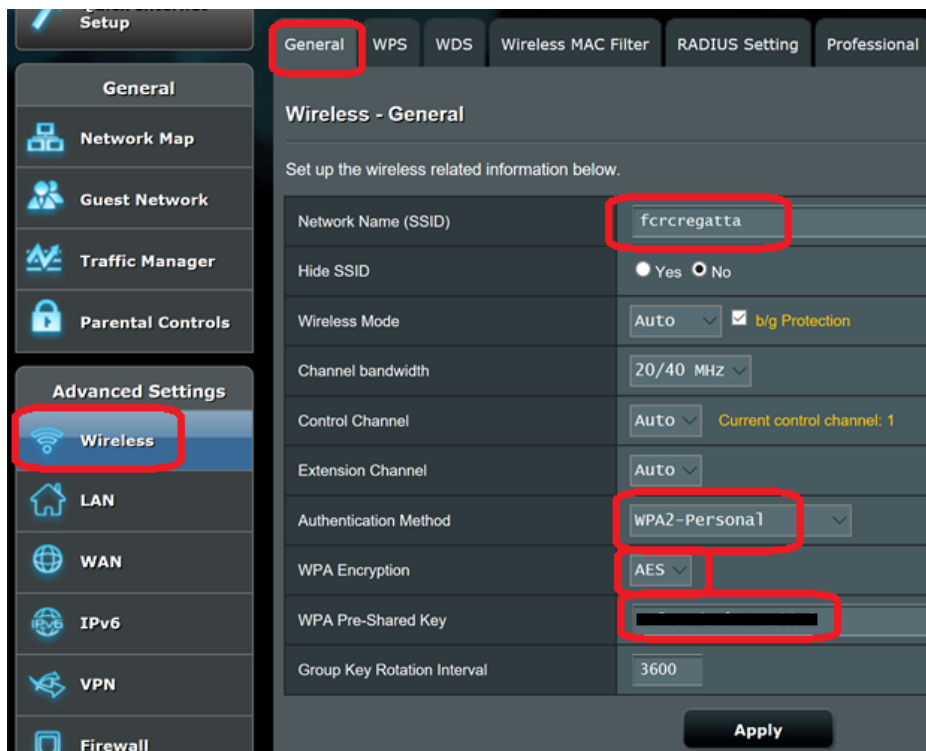 Setup
General
Network Map
Guest Network
Traffic Manager
Parental Controls
Advanced Settings
Wireless
LAN
WAN
IPv6
IPv6
VPN
Firewall
General WPS WDS Wireless MAC Filter RADIUS Setting Professional
Wireless - General
Set up the wireless related information below.
Network Name (SSID) fcrcregatta
Hide SSID Yes No
Wireless Mode Auto b/g Protection
Channel bandwidth 20/40 MHz
Control Channel Auto Current control channel: 1
Extension Channel Auto
Authentication Method WPA2-Personal
WPA Encryption AES
WPA Pre-Shared Key
Group Key Rotation Interval 3600
Apply